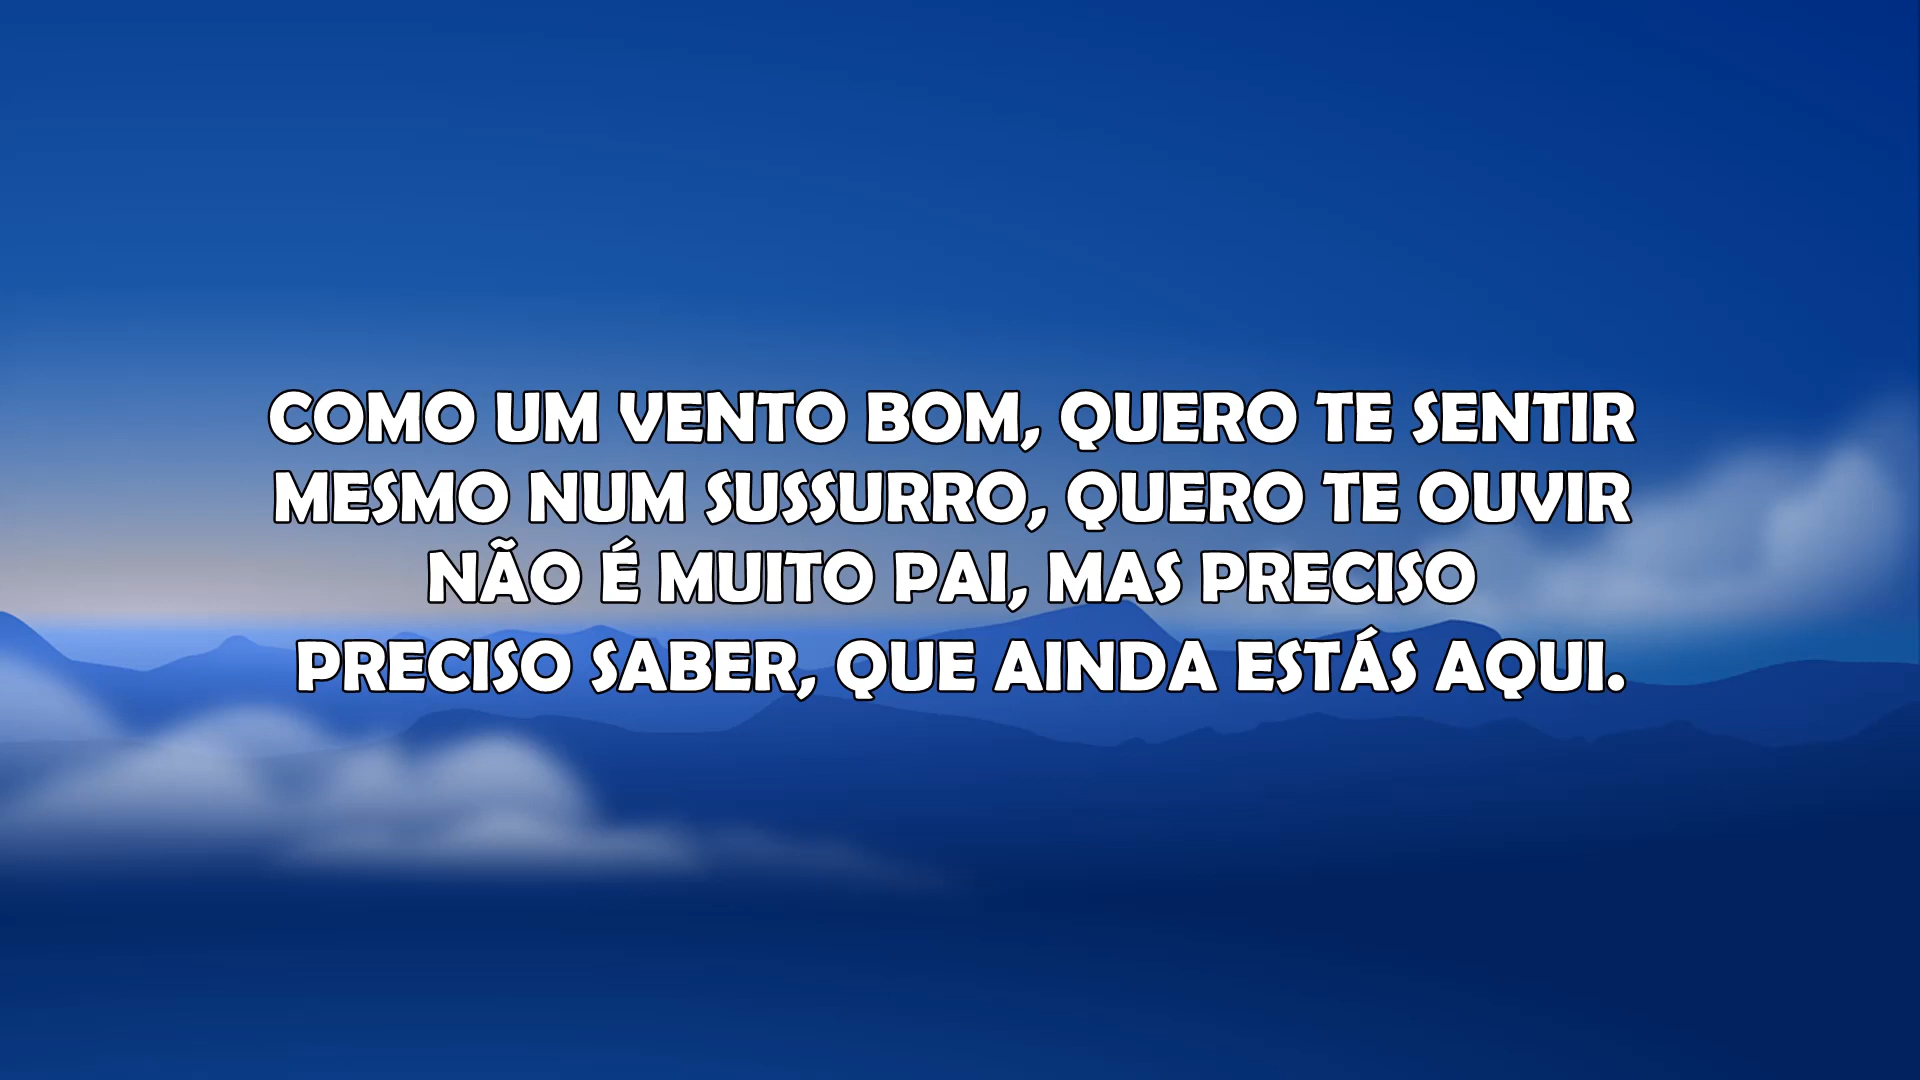 COMO UM VENTO BOM, QUERO TE SENTIR
MESMO NUM SUSSURRO, QUERO TE OUVIR
NÃO É MUITO PAI, MAS PRECISO
PRECISO SABER, QUE AINDA ESTÁS AQUI.